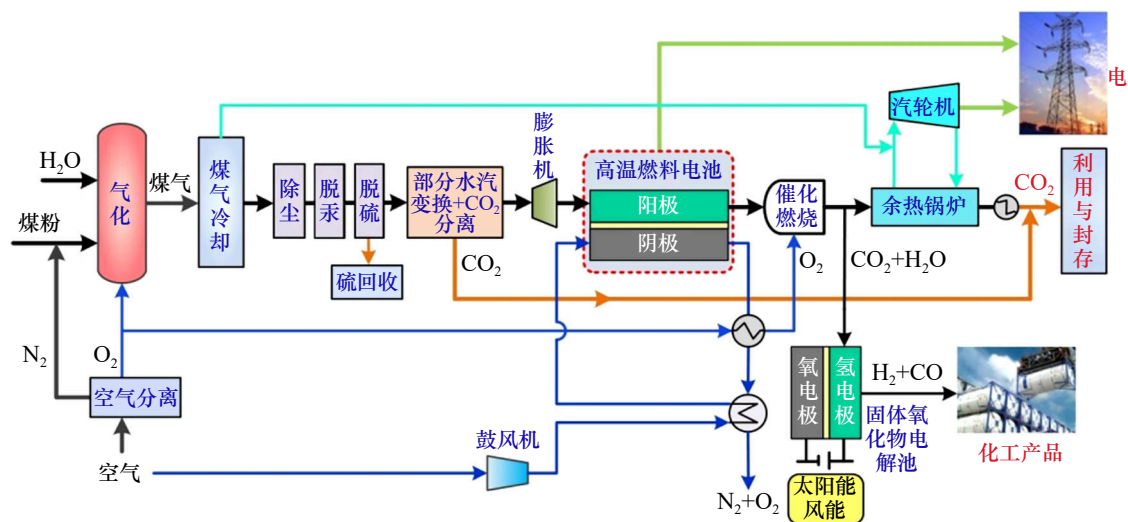 H₂O
煤粉
气化
煤气
煤气冷却
除尘
脱汞
脱硫
硫回收
部分水汽
变换+CO₂
分离
CO₂
膨胀机
高温燃料电池
阳极
阴极
催化
燃烧
O₂
CO₂+H₂O
汽轮机
余热锅炉
电
CO₂
利用与封存
N₂
O₂
空气分离
空气
鼓风机
N₂+O₂
氧电极
氢电极
H₂+CO
固体氧
化物电
解池
太阳能
风能
化工产品